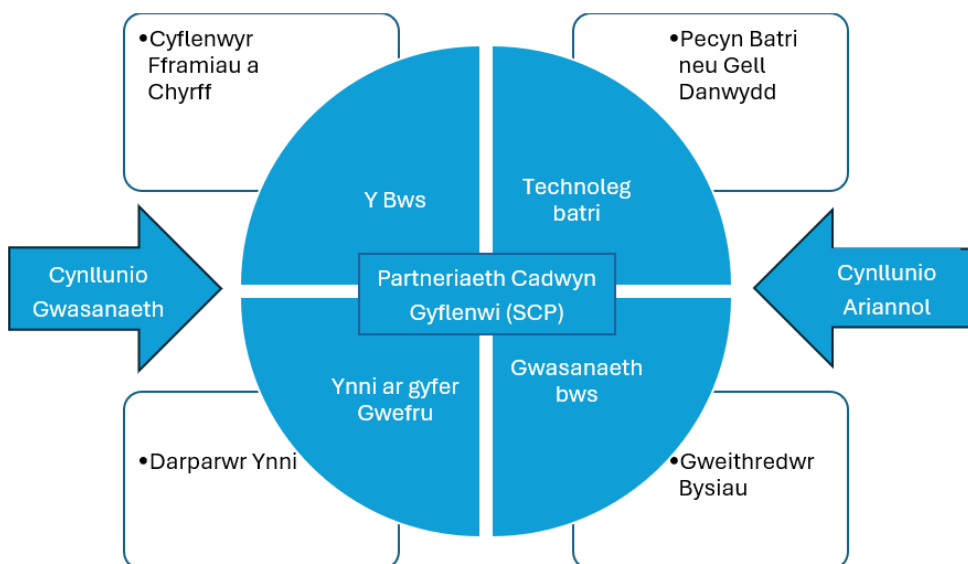 •Cyflenwyr
Fframiau a
Chyrff
•Pecyn Batri
neu Gell
Danwydd
Y Bws
Technoleg
batri
Cynllunio
Gwasanaeth
Partneriaeth Cadwyn
Gyflenwi (SCP)
Cynllunio
Ariannol
Ynni ar gyfer
Gwefru
Gwasanaeth
bws
•Darparwr Ynni
•Gweithredwr
Bysiau